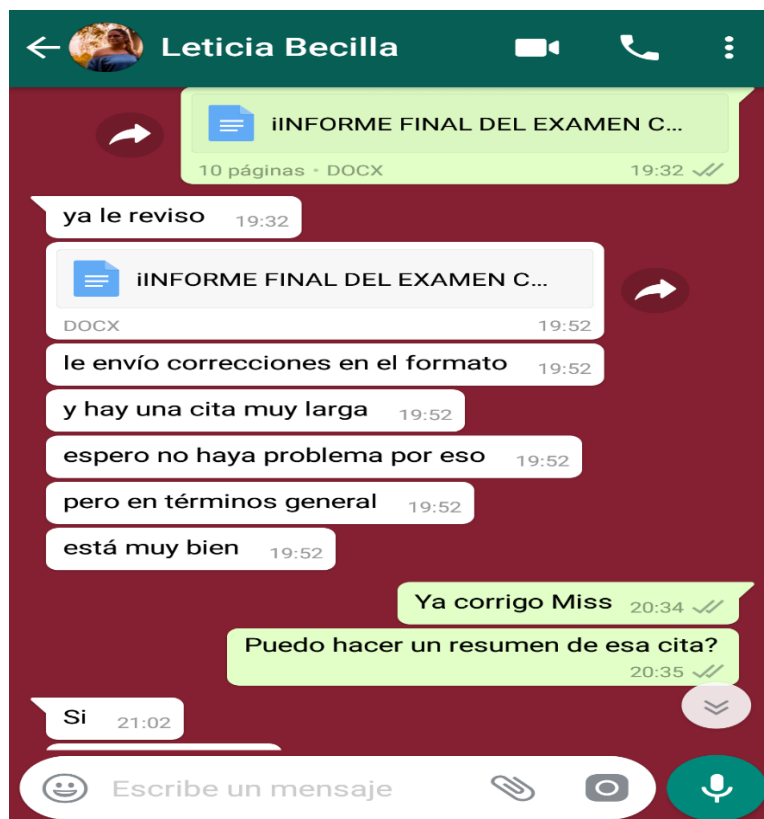 Leticia Becilla
iINFORME FINAL DEL EXAMEN C...
10 páginas • DOCX 19:32
ya le reviso 19:32
iINFORME FINAL DEL EXAMEN C...
DOCX 19:52
le envío correcciones en el formato 19:52
y hay una cita muy larga 19:52
espero no haya problema por eso 19:52
pero en términos general 19:52
está muy bien 19:52
Ya corrigo Miss 20:34
Puedo hacer un resumen de esa cita?
20:35
Si 21:02
Escribe un mensaje